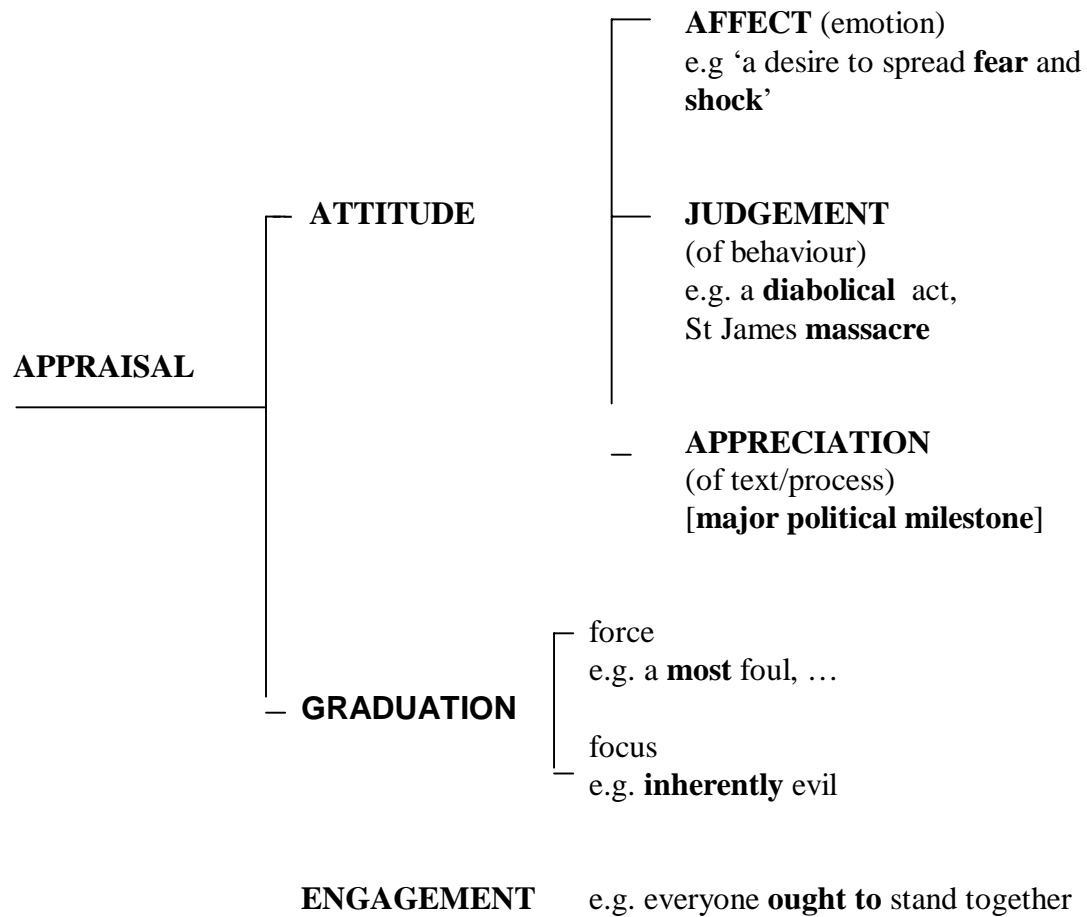 AFFECT (emotion)
e.g ‘a desire to spread fear and
shock’
ATTITUDE
JUDGEMENT
(of behaviour)
e.g. a diabolical act,
St James massacre
APPRAISAL
APPRECIATION
(of text/process)
[major political milestone]
force
e.g. a most foul, …
GRADUATION
focus
e.g. inherently evil
ENGAGEMENT e.g. everyone ought to stand together